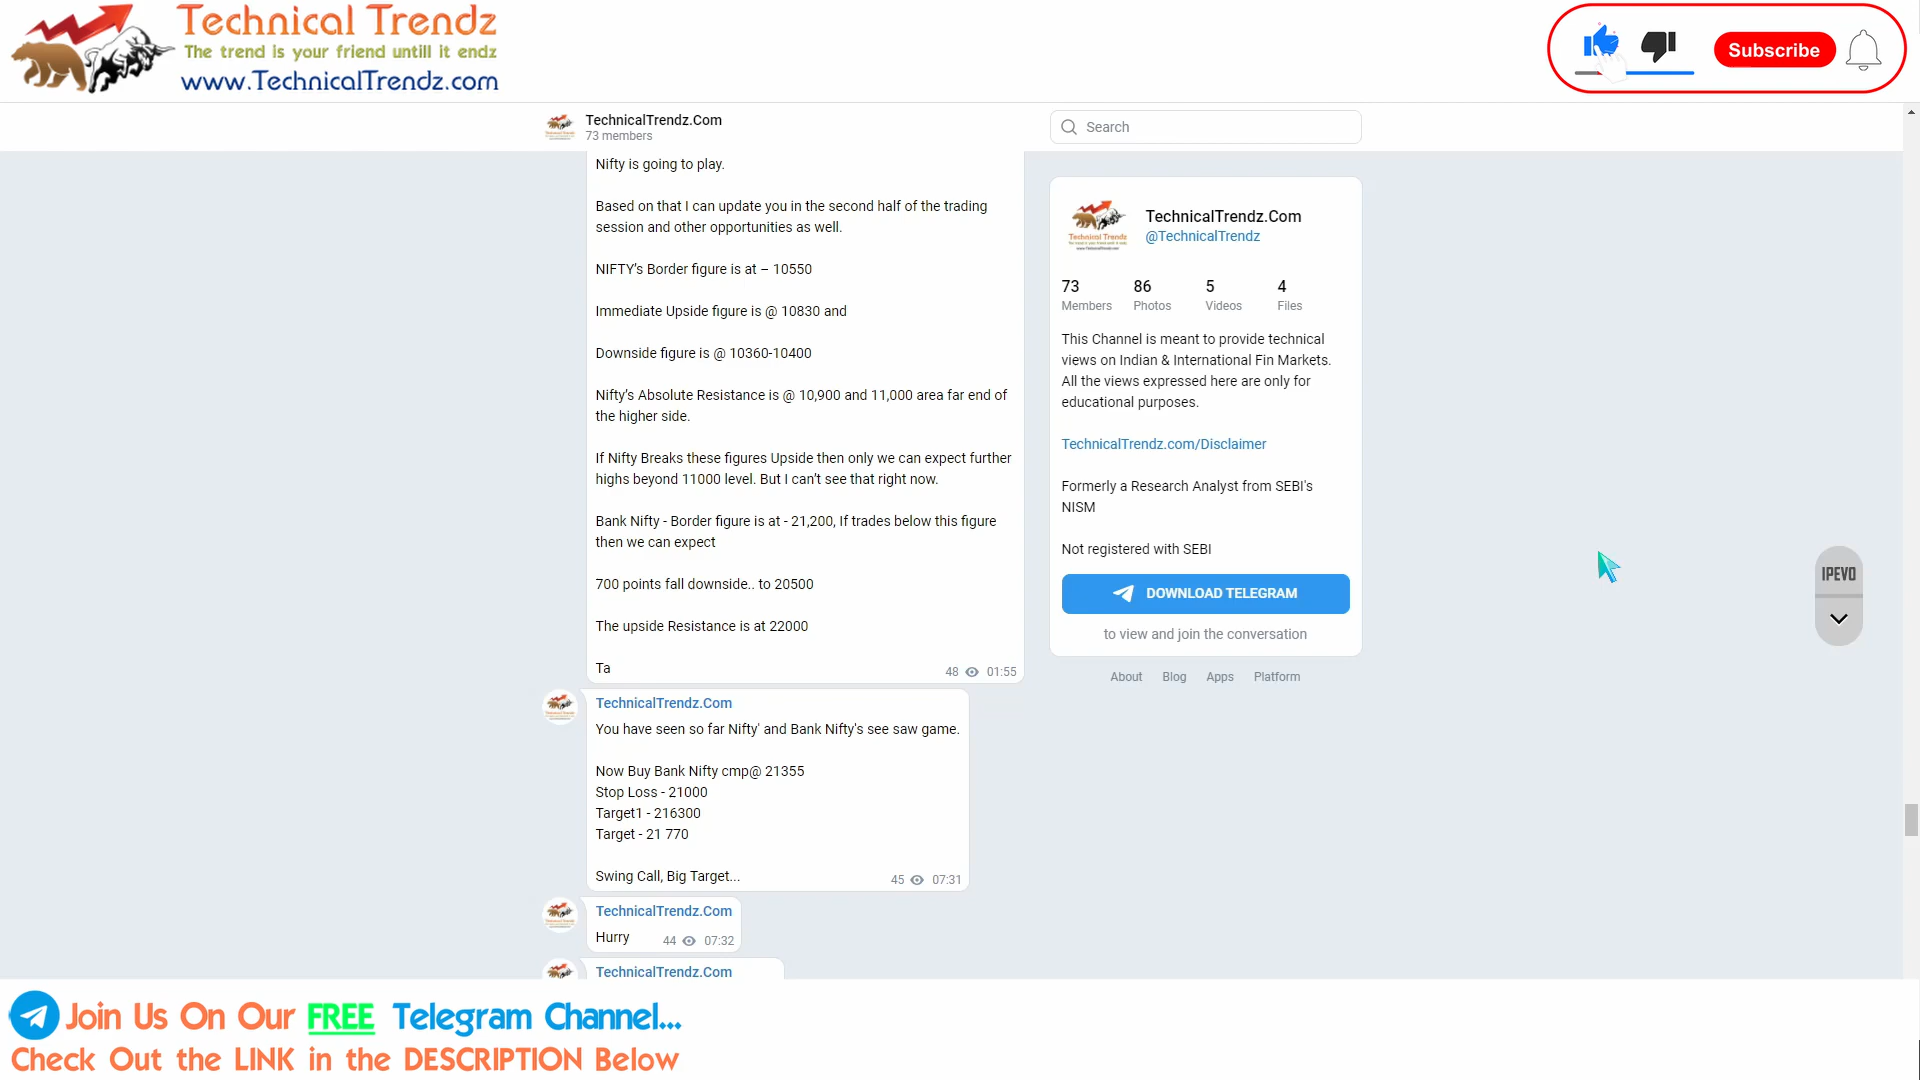 Technical Trendz
The trend is your friend untill it endz
www.TechnicalTrendz.com
Subscribe
TechnicalTrendz.Com
73 members
Search
Nifty is going to play.
Based on that I can update you in the second half of the trading
session and other opportunities as well.
NIFTY's Border figure is at – 10550
Immediate Upside figure is @ 10830 and
Downside figure is @ 10360-10400
Nifty's Absolute Resistance is @ 10,900 and 11,000 area far end of
the higher side.
If Nifty Breaks these figures Upside then only we can expect further
highs beyond 11000 level. But I can't see that right now.
Bank Nifty - Border figure is at - 21,200, If trades below this figure
then we can expect
700 points fall downside.. to 20500
The upside Resistance is at 22000
Ta
48 01:55
TechnicalTrendz.Com
You have seen so far Nifty' and Bank Nifty's see saw game.
Now Buy Bank Nifty cmp@ 21355
Stop Loss - 21000
Target1 - 216300
Target - 21 770
Swing Call, Big Target...
45 07:31
TechnicalTrendz.Com
Hurry
44 07:32
TechnicalTrendz.Com
Technical Trendz
TechnicalTrendz.Com
@TechnicalTrendz
73 86 5 4
Members Photos Videos Files
This Channel is meant to provide technical
views on Indian & International Fin Markets.
All the views expressed here are only for
educational purposes.
TechnicalTrendz.com/Disclaimer
Formerly a Research Analyst from SEBI's
NISM
Not registered with SEBI
DOWNLOAD TELEGRAM
to view and join the conversation
About Blog Apps Platform
IPEVO
Join Us On Our FREE Telegram Channel...
Check Out the LINK in the DESCRIPTION Below